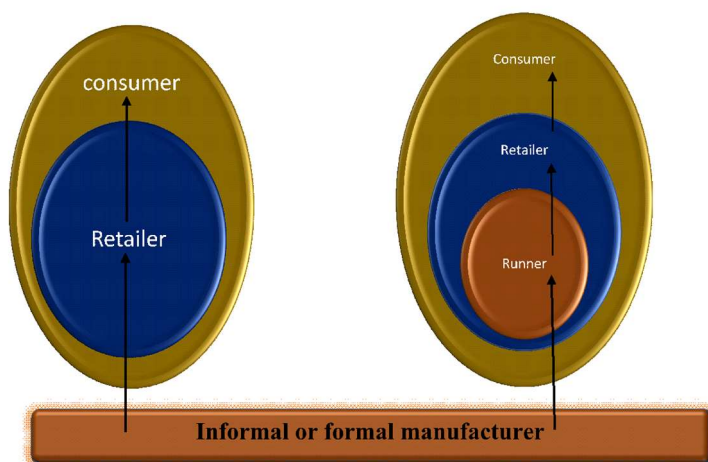 consumer
Retailer
Consumer
Retailer
Runner
Informal or formal manufacturer